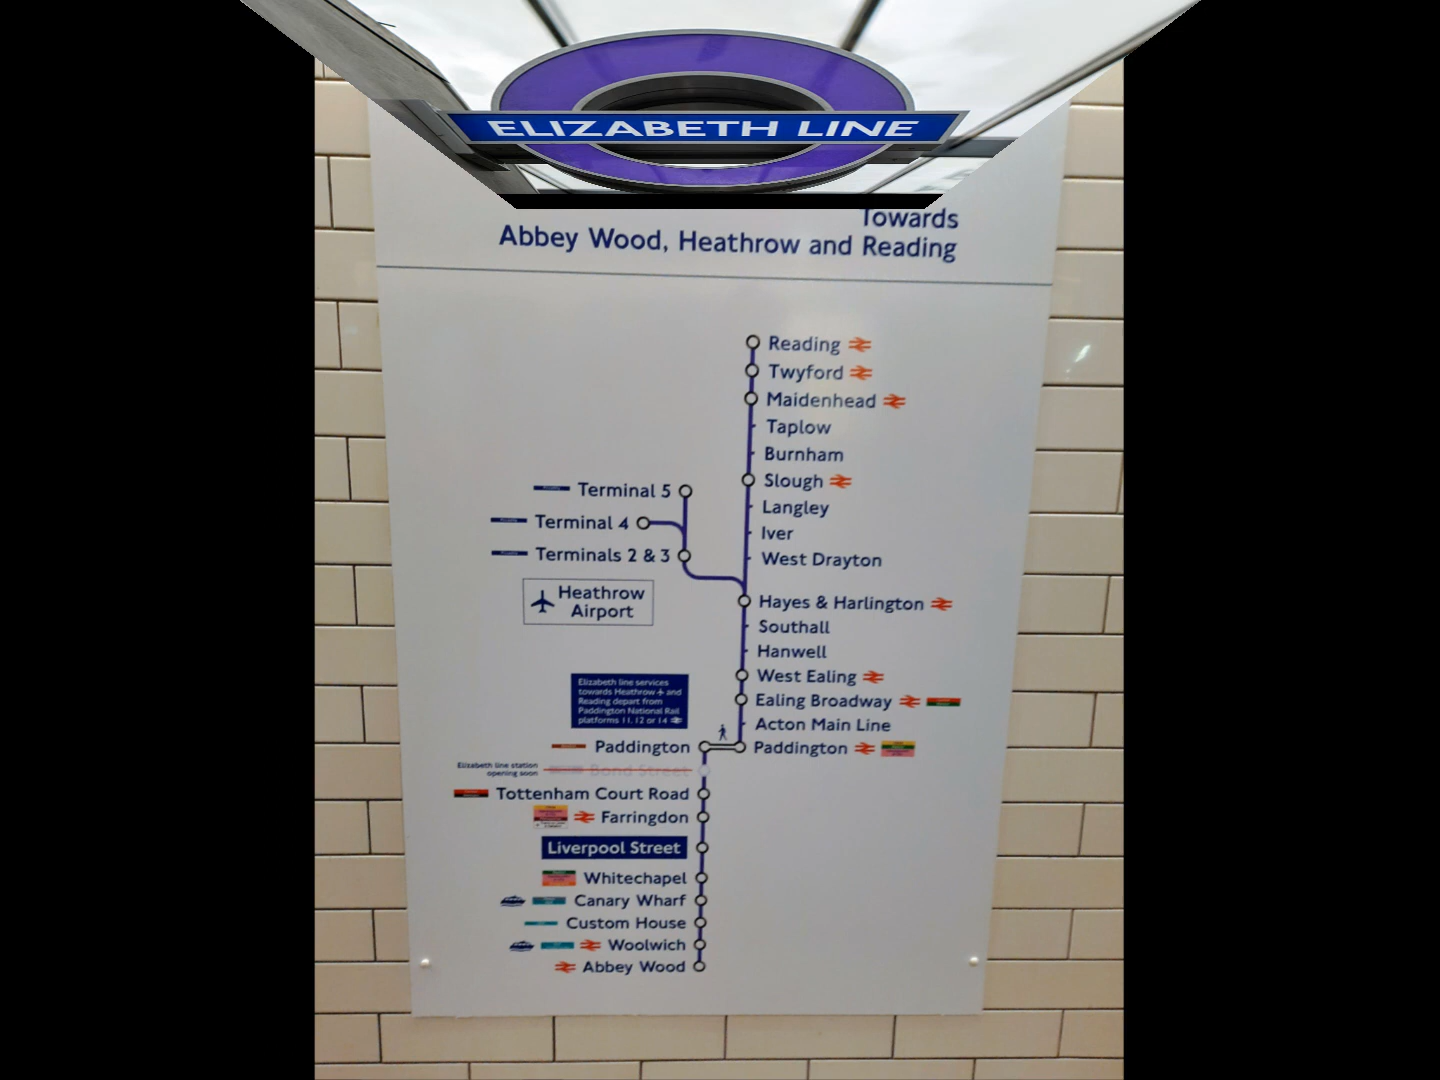 ELIZABETH LINE
Towards
Abbey Wood, Heathrow and Reading
Reading
Twyford
Maidenhead
Taplow
Burnham
Slough
Langley
Iver
West Drayton
Terminal 5
Terminal 4
Terminals 2 & 3
Heathrow
Airport
Hayes & Harlington
Southall
Hanwell
West Ealing
Ealing Broadway
Acton Main Line
Paddington
Elizabeth line services
towards Heathrow and
Reading depart from
Paddington National Rail
platforms 11, 12 or 14
Paddington
Elizabeth line station
opening soon
Bond Street
Tottenham Court Road
Farringdon
Liverpool Street
Whitechapel
Canary Wharf
Custom House
Woolwich
Abbey Wood